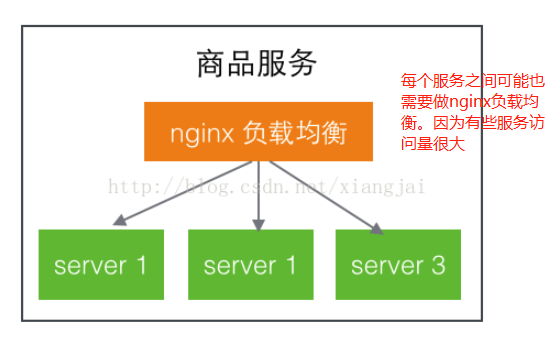 商品服务
每个服务之间可能也
需要做nginx负载均
衡。因为有些服务访
问量很大
nginx 负载均衡
http://blog.csdn.net/xiangjai
server 1
server 1
server 3